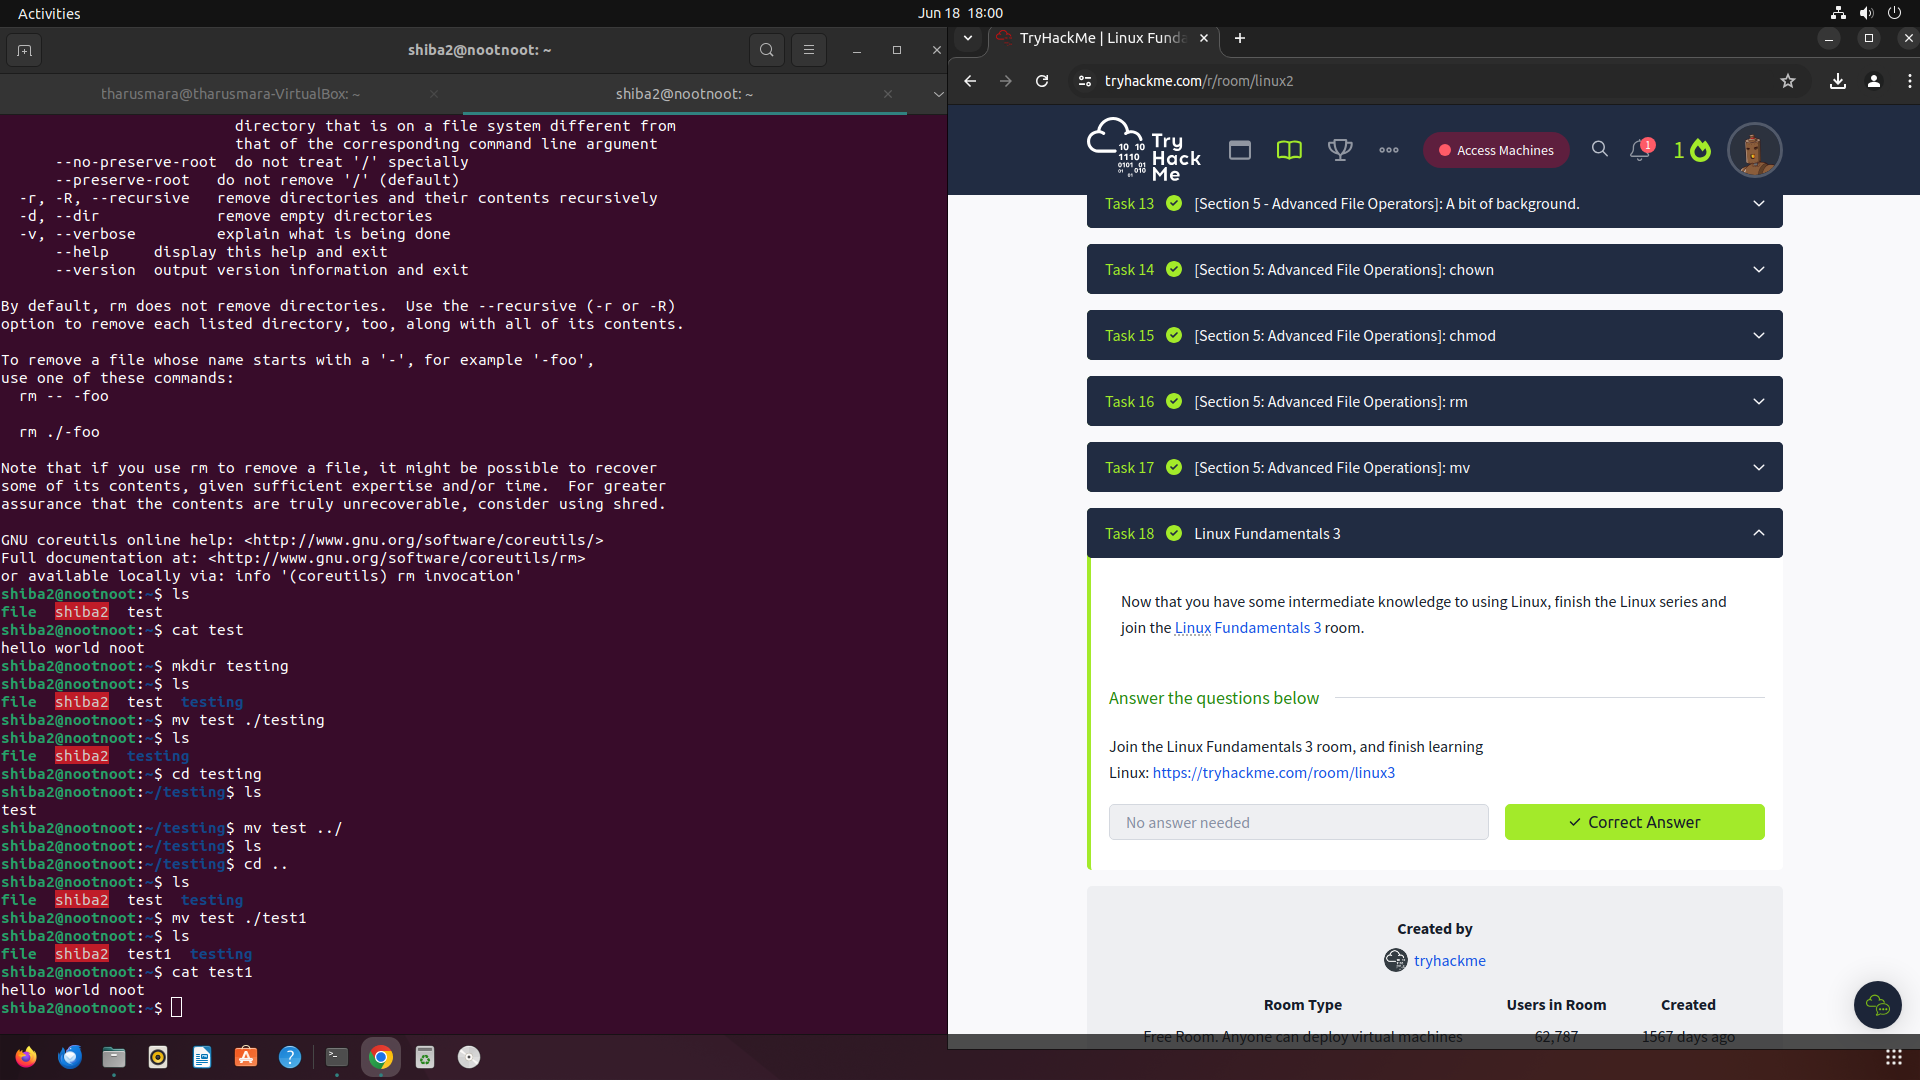 Activities
Jun 18 18:00
shiba2@nootnoot: ~
tharusmara@tharusmara-VirtualBox: ~
shiba2@nootnoot: ~
directory that is on a file system different from
that of the corresponding command line argument
--no-preserve-root  do not treat '/' specially
--preserve-root   do not remove '/' (default)
-r, -R, --recursive   remove directories and their contents recursively
-d, --dir             remove empty directories
-v, --verbose         explain what is being done
--help     display this help and exit
--version  output version information and exit
By default, rm does not remove directories.  Use the --recursive (-r or -R)
option to remove each listed directory, too, along with all of its contents.
To remove a file whose name starts with a '-', for example '-foo',
use one of these commands:
rm -- -foo
rm ./-foo
Note that if you use rm to remove a file, it might be possible to recover
some of its contents, given sufficient expertise and/or time.  For greater
assurance that the contents are truly unrecoverable, consider using shred.
GNU coreutils online help: <http://www.gnu.org/software/coreutils/>
Full documentation at: <http://www.gnu.org/software/coreutils/rm>
or available locally via: info '(coreutils) rm invocation'
shiba2@nootnoot:~$ ls
file  shiba2  test
shiba2@nootnoot:~$ cat test
hello world noot
shiba2@nootnoot:~$ mkdir testing
shiba2@nootnoot:~$ ls
file  shiba2  test  testing
shiba2@nootnoot:~$ mv test ./testing
shiba2@nootnoot:~$ ls
file  shiba2  testing
shiba2@nootnoot:~$ cd testing
shiba2@nootnoot:~/testing$ ls
test
shiba2@nootnoot:~/testing$ mv test ../
shiba2@nootnoot:~/testing$ ls
shiba2@nootnoot:~/testing$ cd ..
shiba2@nootnoot:~$ ls
file  shiba2  test  testing
shiba2@nootnoot:~$ mv test ./test1
shiba2@nootnoot:~$ ls
file  shiba2  test1  testing
shiba2@nootnoot:~$ cat test1
hello world noot
shiba2@nootnoot:~$
TryHackMe | Linux Funda
tryhackme.com/r/room/linux2
Try
Hack
Me
Access Machines
1
1
Task 13 [Section 5 - Advanced File Operators]: A bit of background.
Task 14 [Section 5: Advanced File Operations]: chown
Task 15 [Section 5: Advanced File Operations]: chmod
Task 16 [Section 5: Advanced File Operations]: rm
Task 17 [Section 5: Advanced File Operations]: mv
Task 18 Linux Fundamentals 3
Now that you have some intermediate knowledge to using Linux, finish the Linux series and
join the Linux Fundamentals 3 room.
Answer the questions below
Join the Linux Fundamentals 3 room, and finish learning
Linux: https://tryhackme.com/room/linux3
No answer needed
Correct Answer
Created by
tryhackme
Room Type Users in Room Created
Free Room. Anyone can deploy virtual machines 62,787 1567 days ago